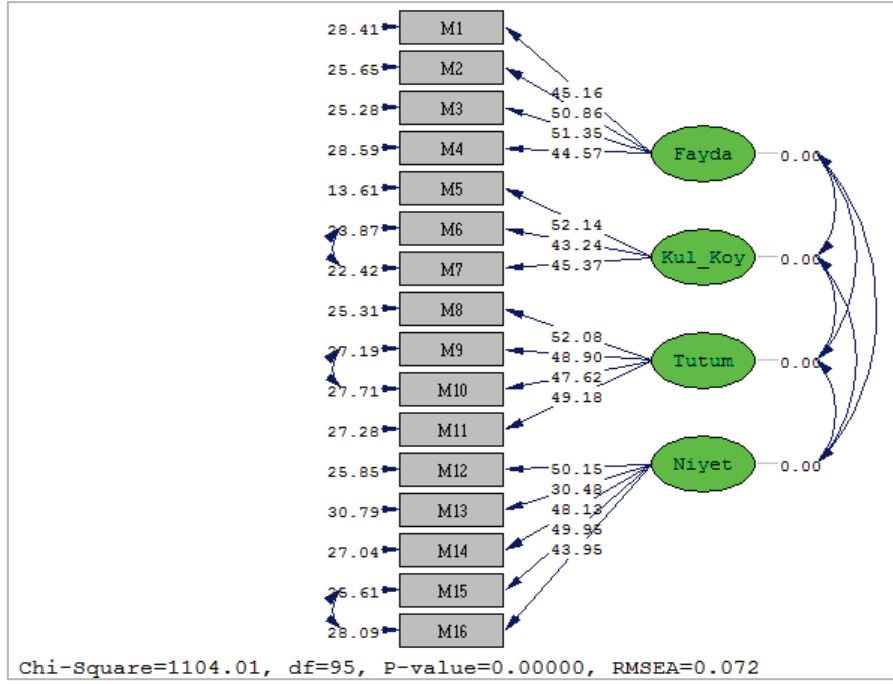 28.41 M1
25.65 M2
45.16
25.28 M3
50.86
51.35
28.59 M4
44.57
Fayda 0.00
13.61 M5
52.14
23.87 M6
43.24
Kul_Koy 0.00
22.42 M7
45.37
25.31 M8
52.08
27.19 M9
48.90
Tutum 0.00
47.62
27.71 M10
49.18
27.28 M11
25.85 M12
50.15
Niyet 0.00
30.48
30.79 M13
48.13
49.95
27.04 M14
43.95
25.61 M15
28.09 M16
Chi-Square=1104.01, df=95, P-value=0.00000, RMSEA=0.072